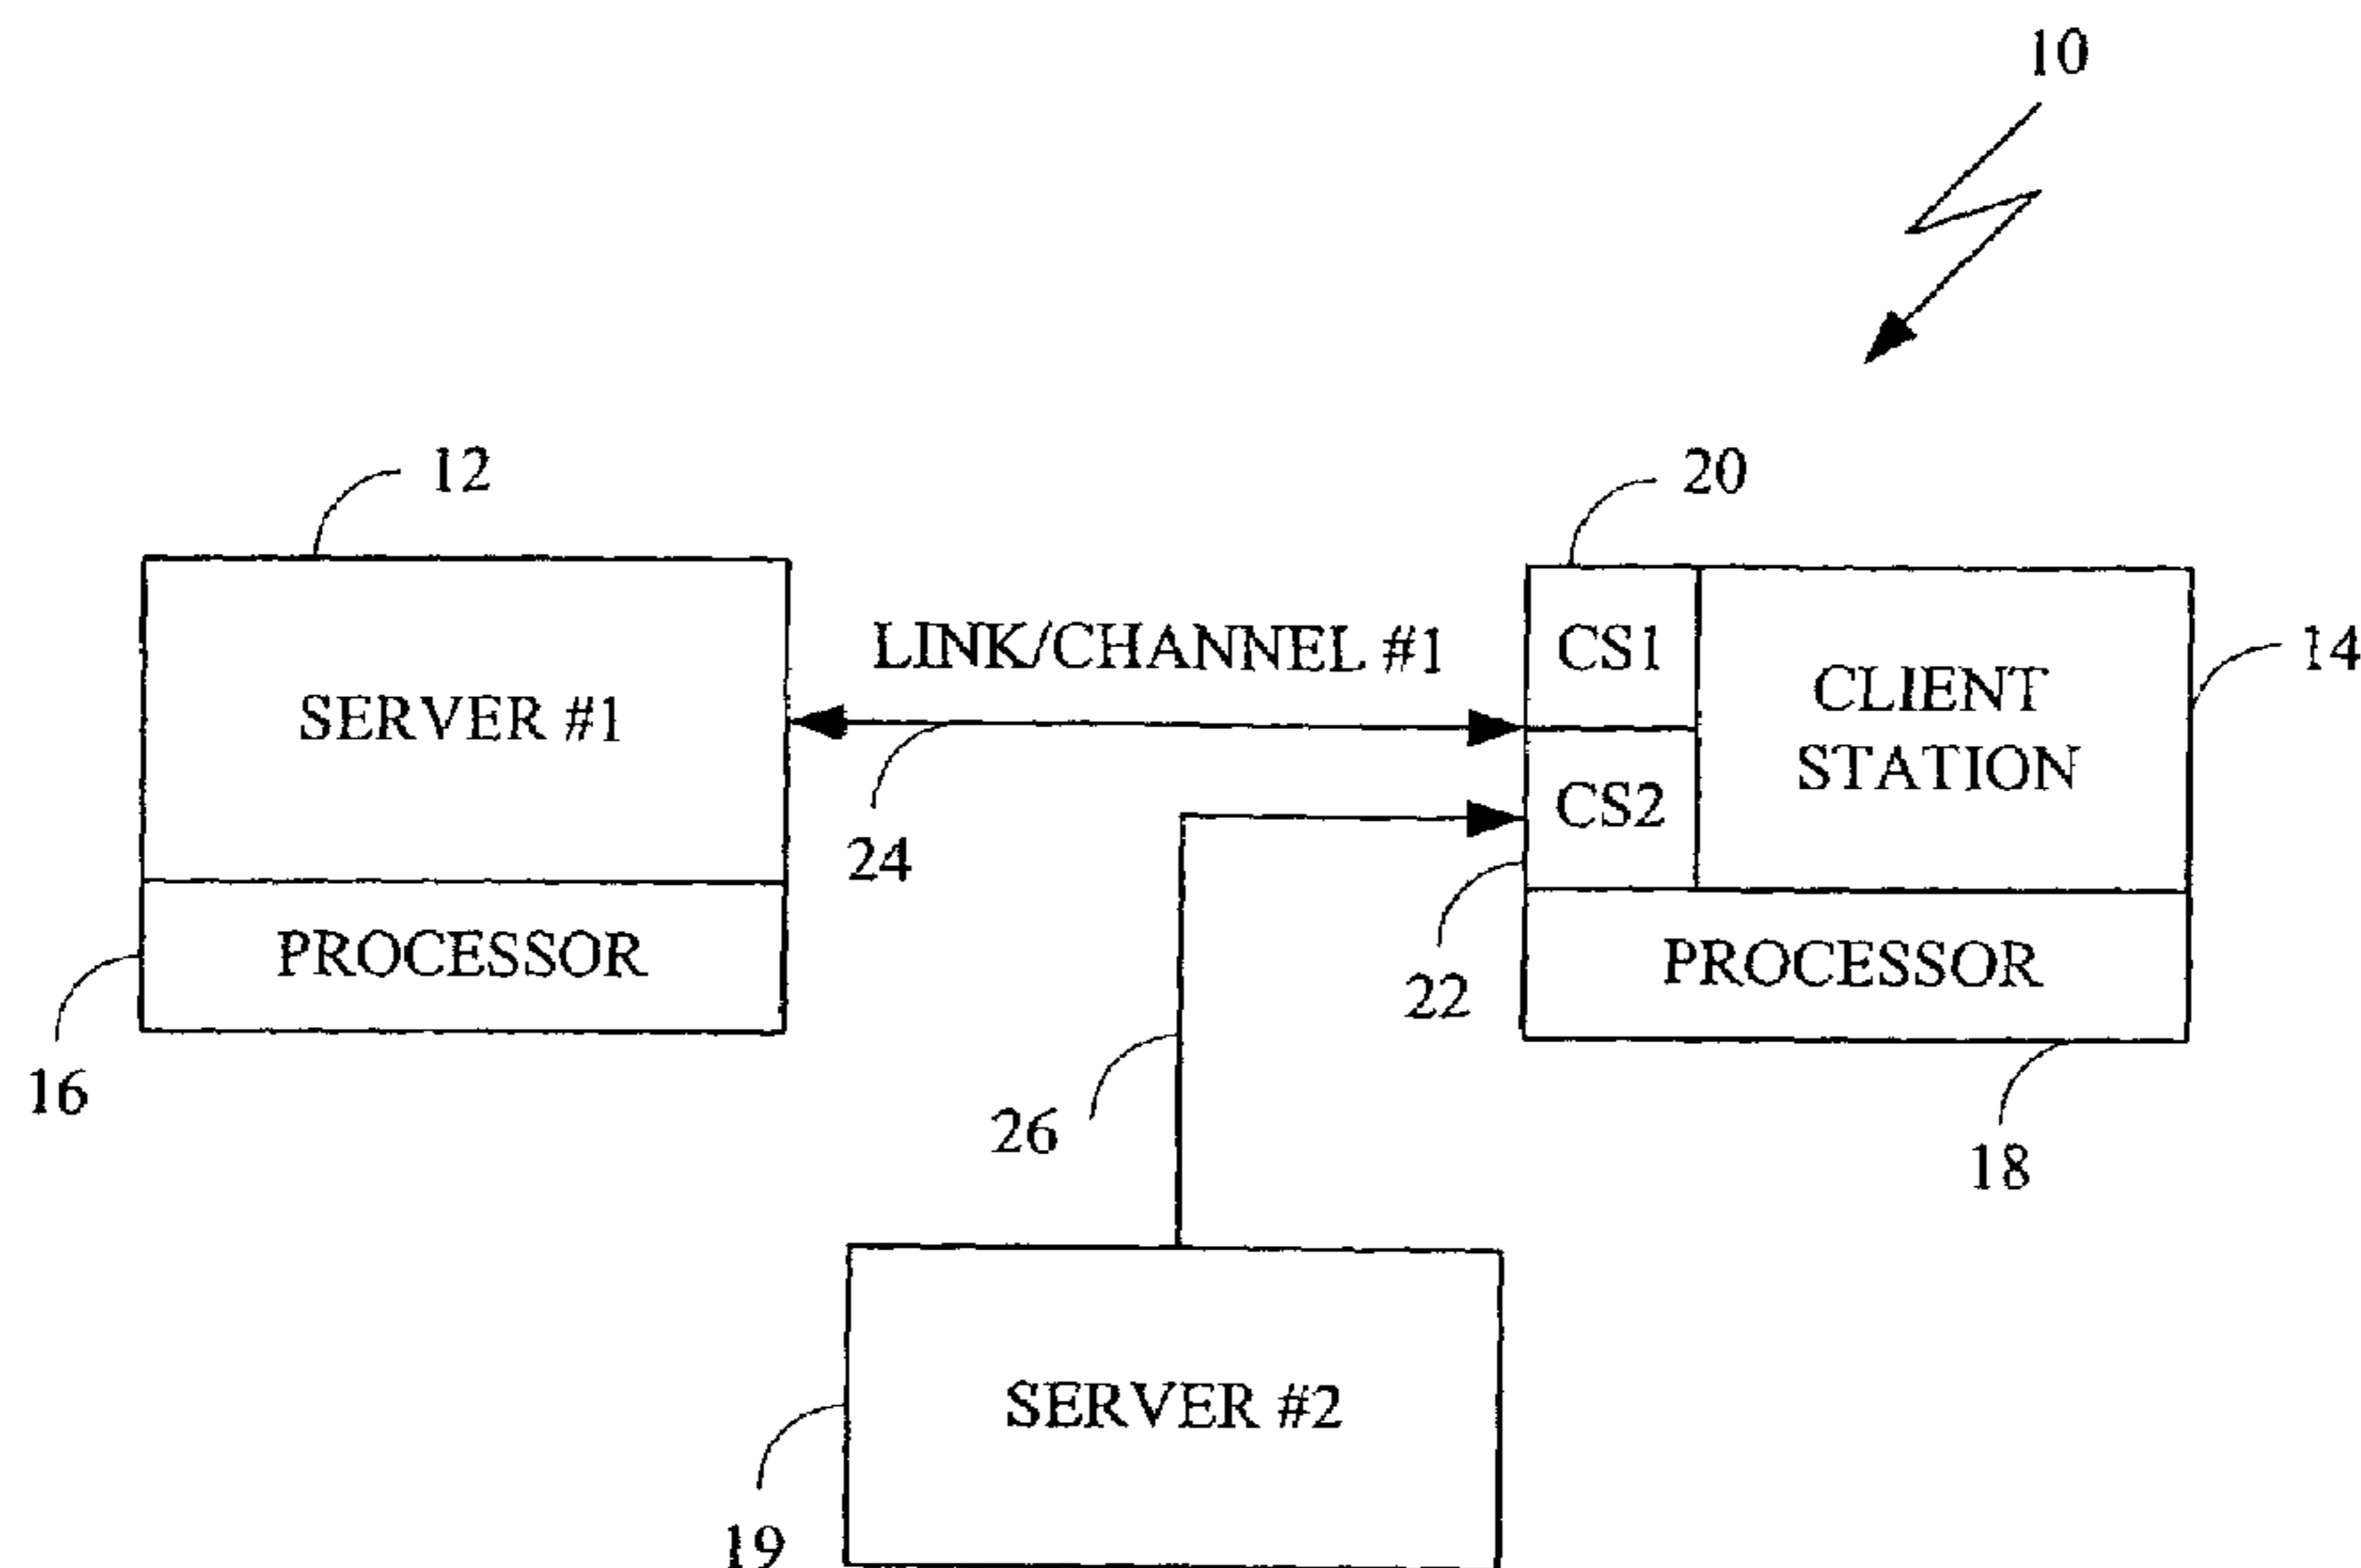 10
12
20
LINK/CHANNEL #1
CS1
14
CLIENT
STATION
SERVER #1
CS2
24
PROCESSOR
PROCESSOR
22
16
26
18
SERVER #2
19